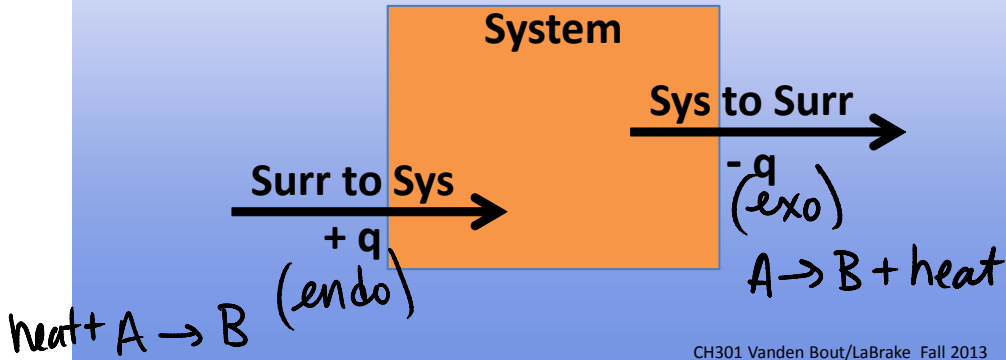 System
Sys to Surr
- q
(exo)
A → B + heat
Surr to Sys
+ q
(endo)
heat + A → B
CH301 Vanden Bout/LaBrake Fall 2013